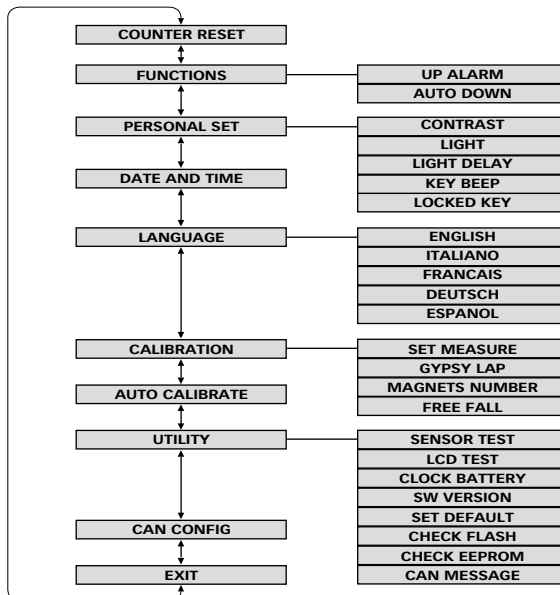 COUNTER RESET
FUNCTIONS
UP ALARM
AUTO DOWN
PERSONAL SET
CONTRAST
LIGHT
LIGHT DELAY
KEY BEEP
LOCKED KEY
DATE AND TIME
LANGUAGE
ENGLISH
ITALIANO
FRANCAIS
DEUTSCH
ESPANOL
CALIBRATION
SET MEASURE
GYPSY LAP
MAGNETS NUMBER
FREE FALL
AUTO CALIBRATE
UTILITY
SENSOR TEST
LCD TEST
CLOCK BATTERY
SW VERSION
SET DEFAULT
CHECK FLASH
CHECK EEPROM
CAN MESSAGE
CAN CONFIG
EXIT